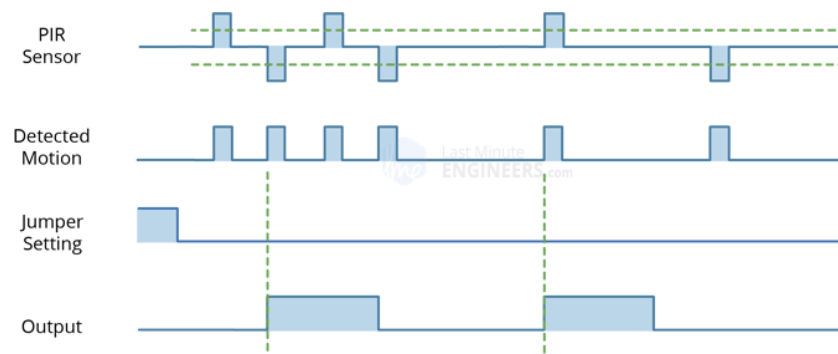 PIR
Sensor
Detected
Motion
Last Minute
ENGINEERS.com
Jumper
Setting
Output